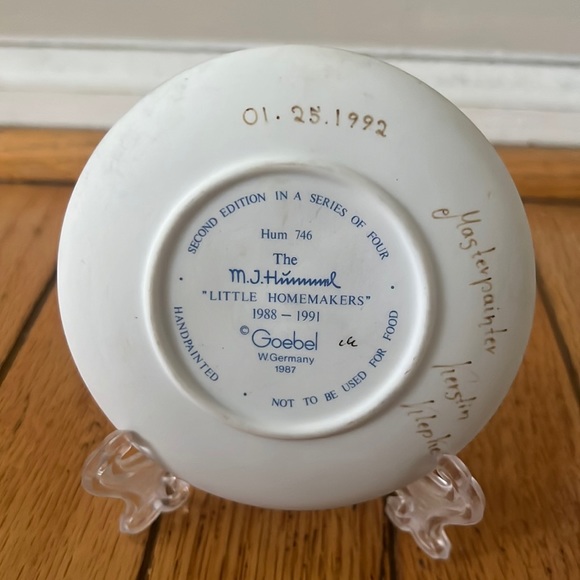 01.25.1992
SECOND EDITION IN A SERIES OF FOUR
Hum 746
The
M.J.Hummel
"LITTLE HOMEMAKERS"
1988 — 1991
© Goebel
W.Germany
1987
HANDPAINTED
NOT TO BE USED FOR FOOD
Masterpainter
Kerstin